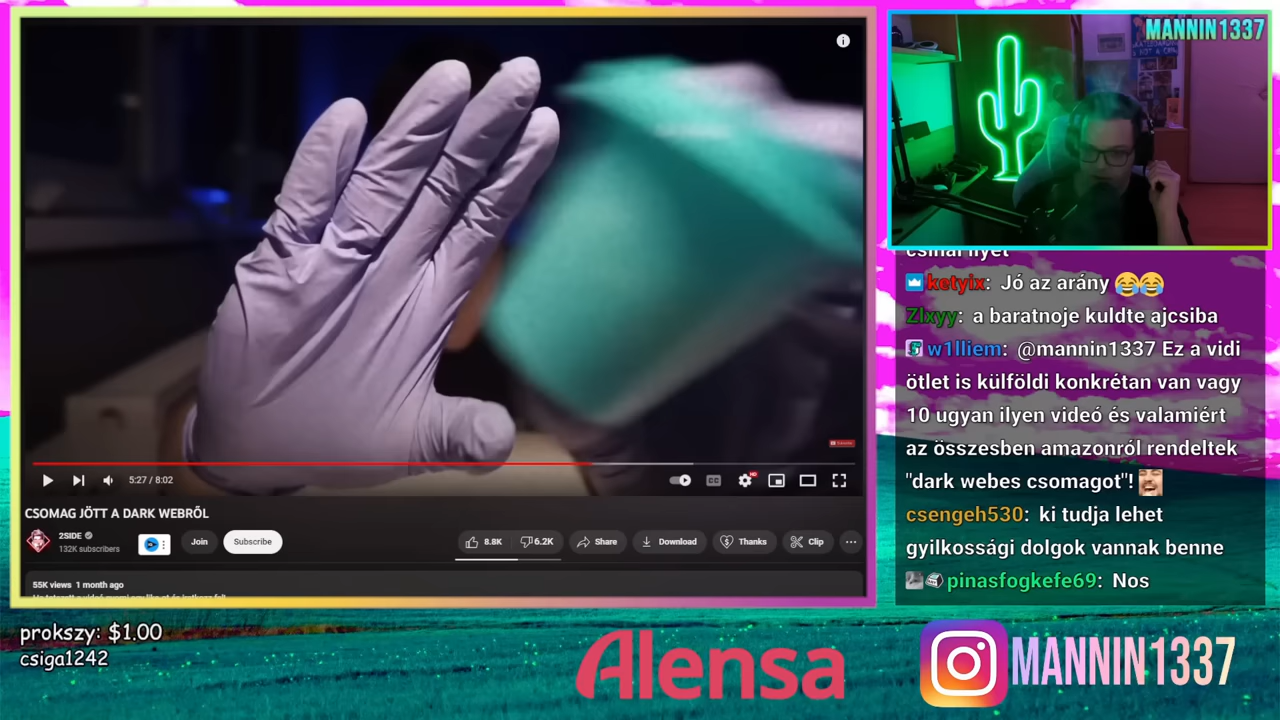 MANNIN1337
5:27 / 8:02
HD
CSOMAG JÖTT A DARK WEBRŐL
2SIDE
132K subscribers
Join
Subscribe
8.8K
6.2K
Share
Download
Thanks
Clip
55K views 1 month ago
csinál ilyet
ketyix: Jó az arány 😂😂
Zlxyy: a baratnoje kuldte ajcsiba
w1lliem: @mannin1337 Ez a vidi
ötlet is külföldi konkrétan van vagy
10 ugyan ilyen videó és valamiért
az összesben amazonról rendeltek
"dark webes csomagot"!
csengeh530: ki tudja lehet
gyilkossági dolgok vannak benne
pinasfogkefe69: Nos
prokszy: $1.00
csiga1242
Alensa
MANNIN1337